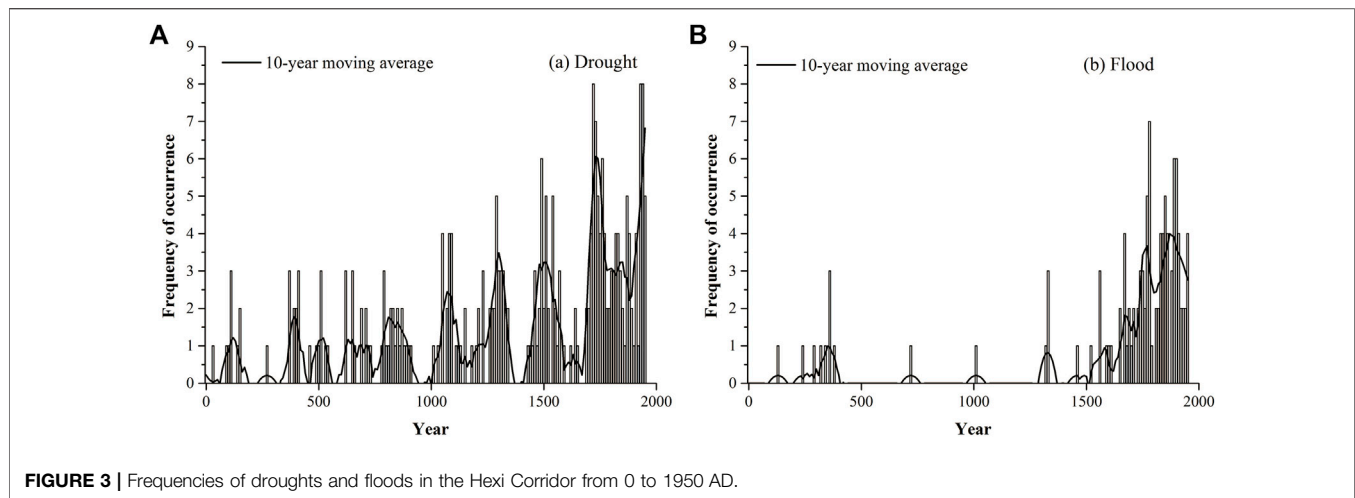 A
9
8
7
6
5
4
3
2
1
0
Frequency of occurrence
10-year moving average
(a) Drought
0 500 1000 1500 2000
Year
B
9
8
7
6
5
4
3
2
1
0
Frequency of occurrence
10-year moving average
(b) Flood
0 500 1000 1500 2000
Year
FIGURE 3 | Frequencies of droughts and floods in the Hexi Corridor from 0 to 1950 AD.